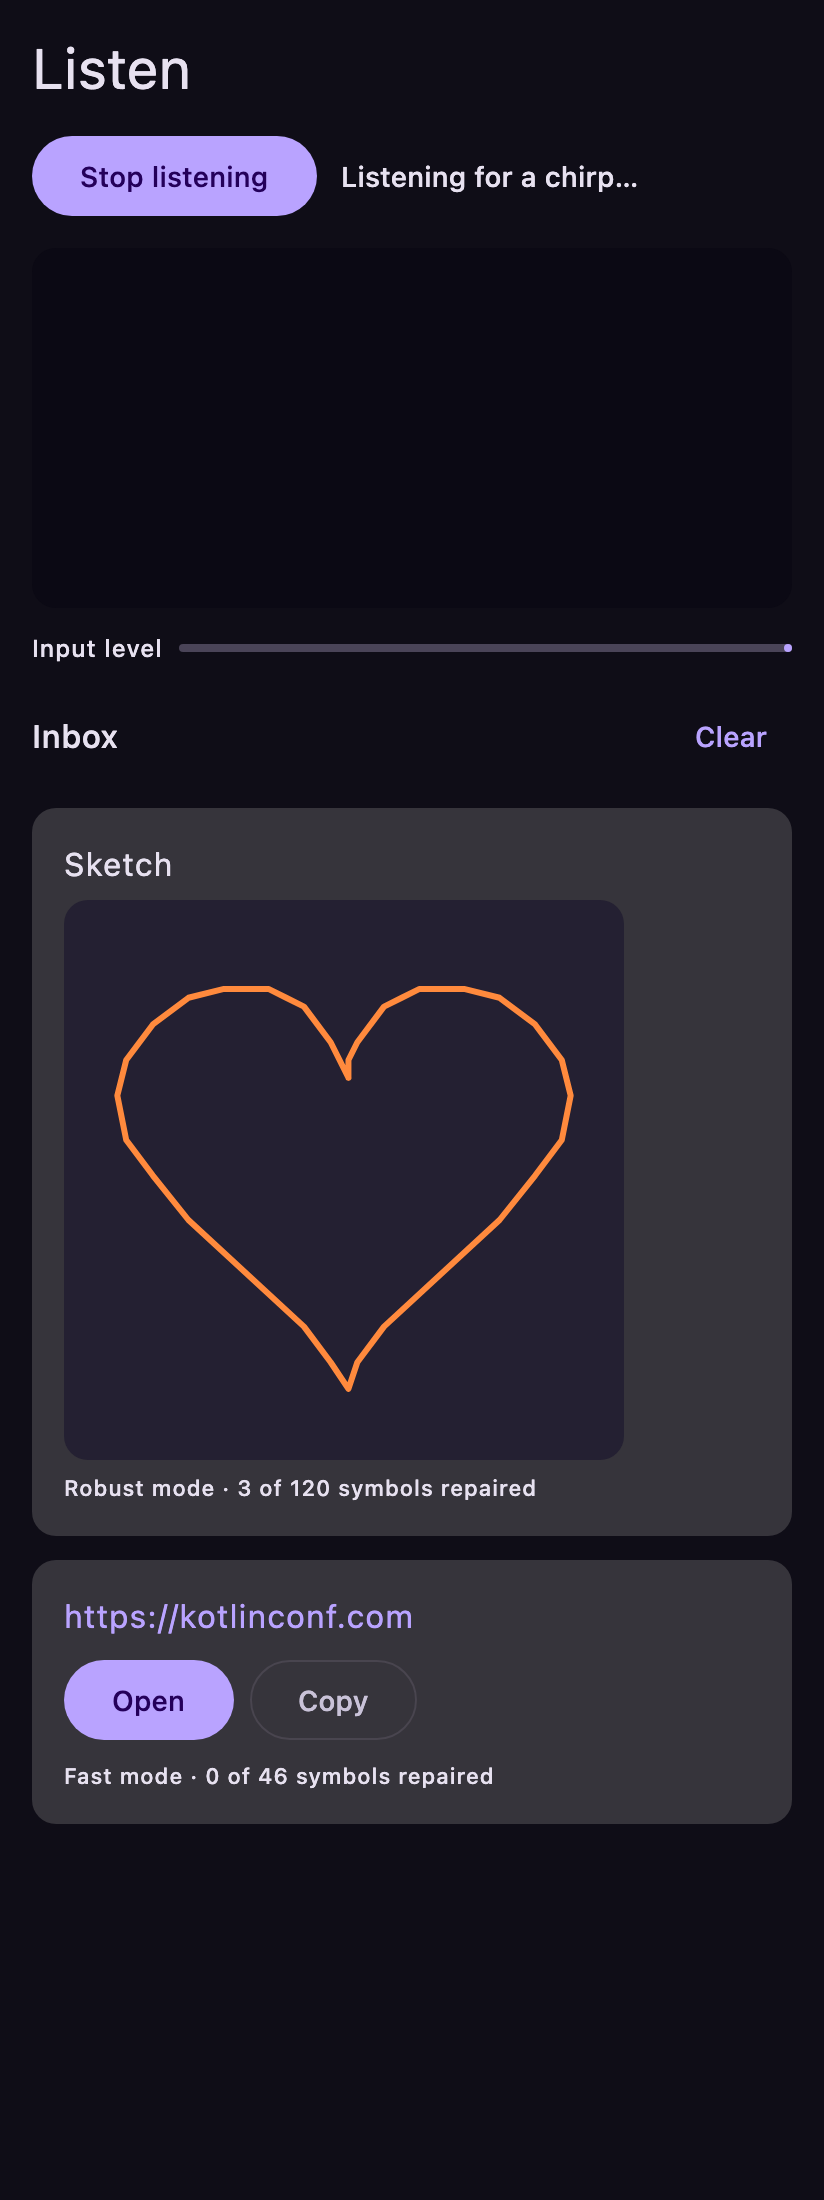 Listen
Stop listening
Listening for a chirp...
Input level
Inbox
Clear
Sketch
Robust mode · 3 of 120 symbols repaired
https://kotlinconf.com
Open
Copy
Fast mode · 0 of 46 symbols repaired